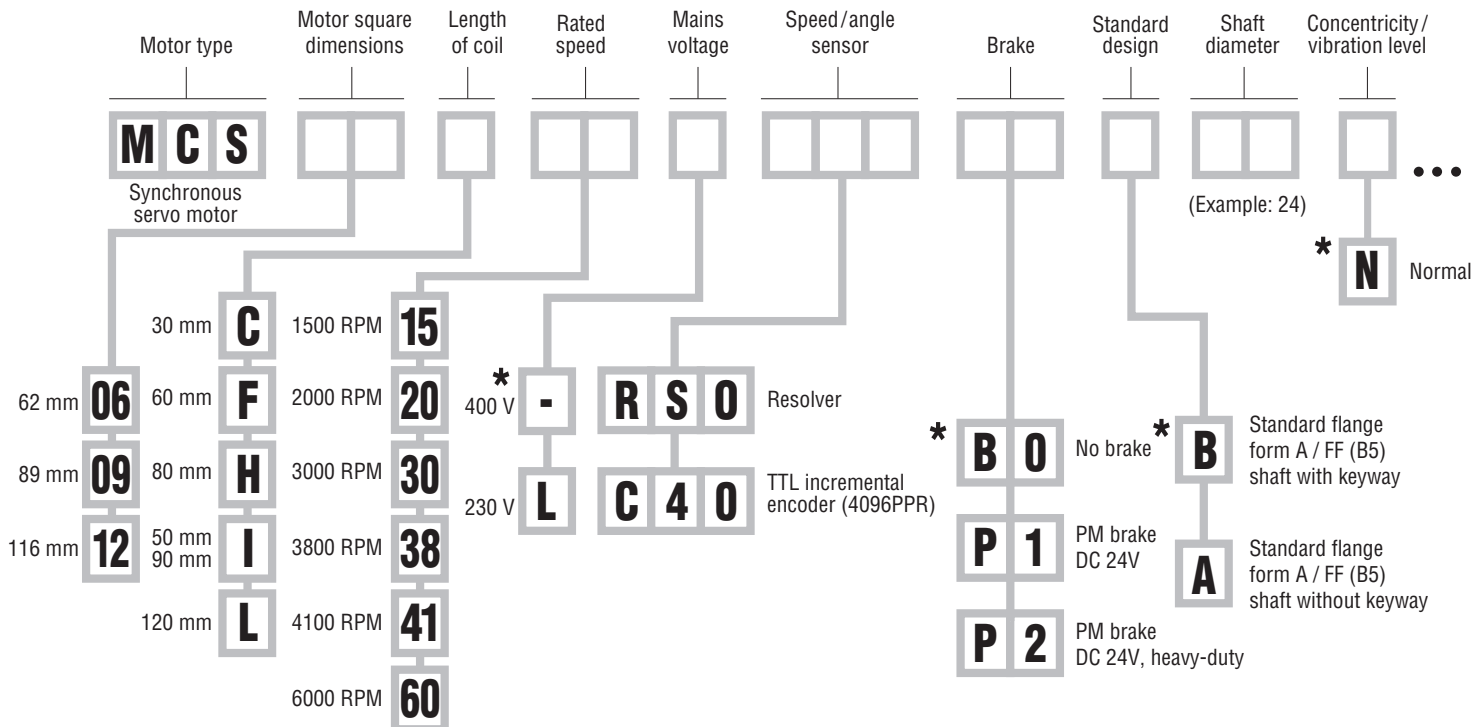 Motor type
Motor square
dimensions
Length
of coil
Rated
speed
Mains
voltage
Speed/angle
sensor
Brake
Standard
design
Shaft
diameter
Concentricity/
vibration level
M C S
Synchronous
servo motor
(Example: 24)
...
* N Normal
62 mm 06
89 mm 09
116 mm 12
30 mm C
60 mm F
80 mm H
50 mm
90 mm I
120 mm L
1500 RPM 15
2000 RPM 20
3000 RPM 30
3800 RPM 38
4100 RPM 41
6000 RPM 60
*
400 V -
230 V L
R S 0 Resolver
C 4 0 TTL incremental
encoder (4096PPR)
* B 0 No brake
P 1 PM brake
DC 24V
P 2 PM brake
DC 24V, heavy-duty
* B Standard flange
form A / FF (B5)
shaft with keyway
A Standard flange
form A / FF (B5)
shaft without keyway